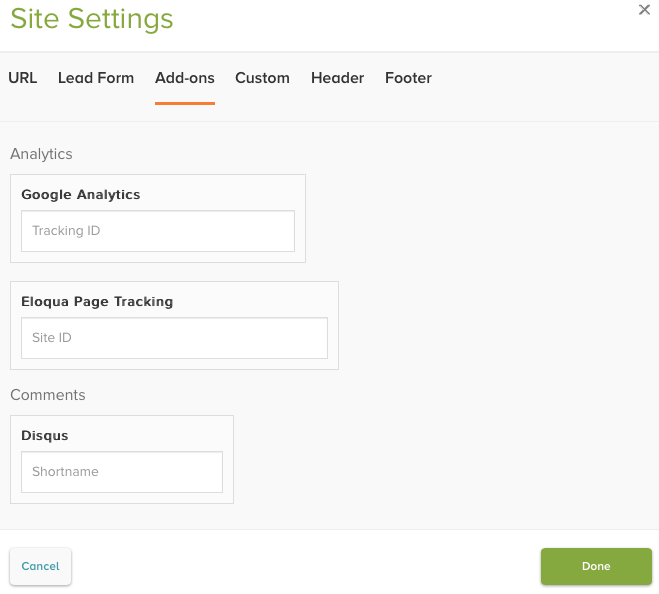 Site Settings
×
URL Lead Form Add-ons Custom Header Footer
Analytics
Google Analytics
Tracking ID
Eloqua Page Tracking
Site ID
Comments
Disqus
Shortname
Cancel Done